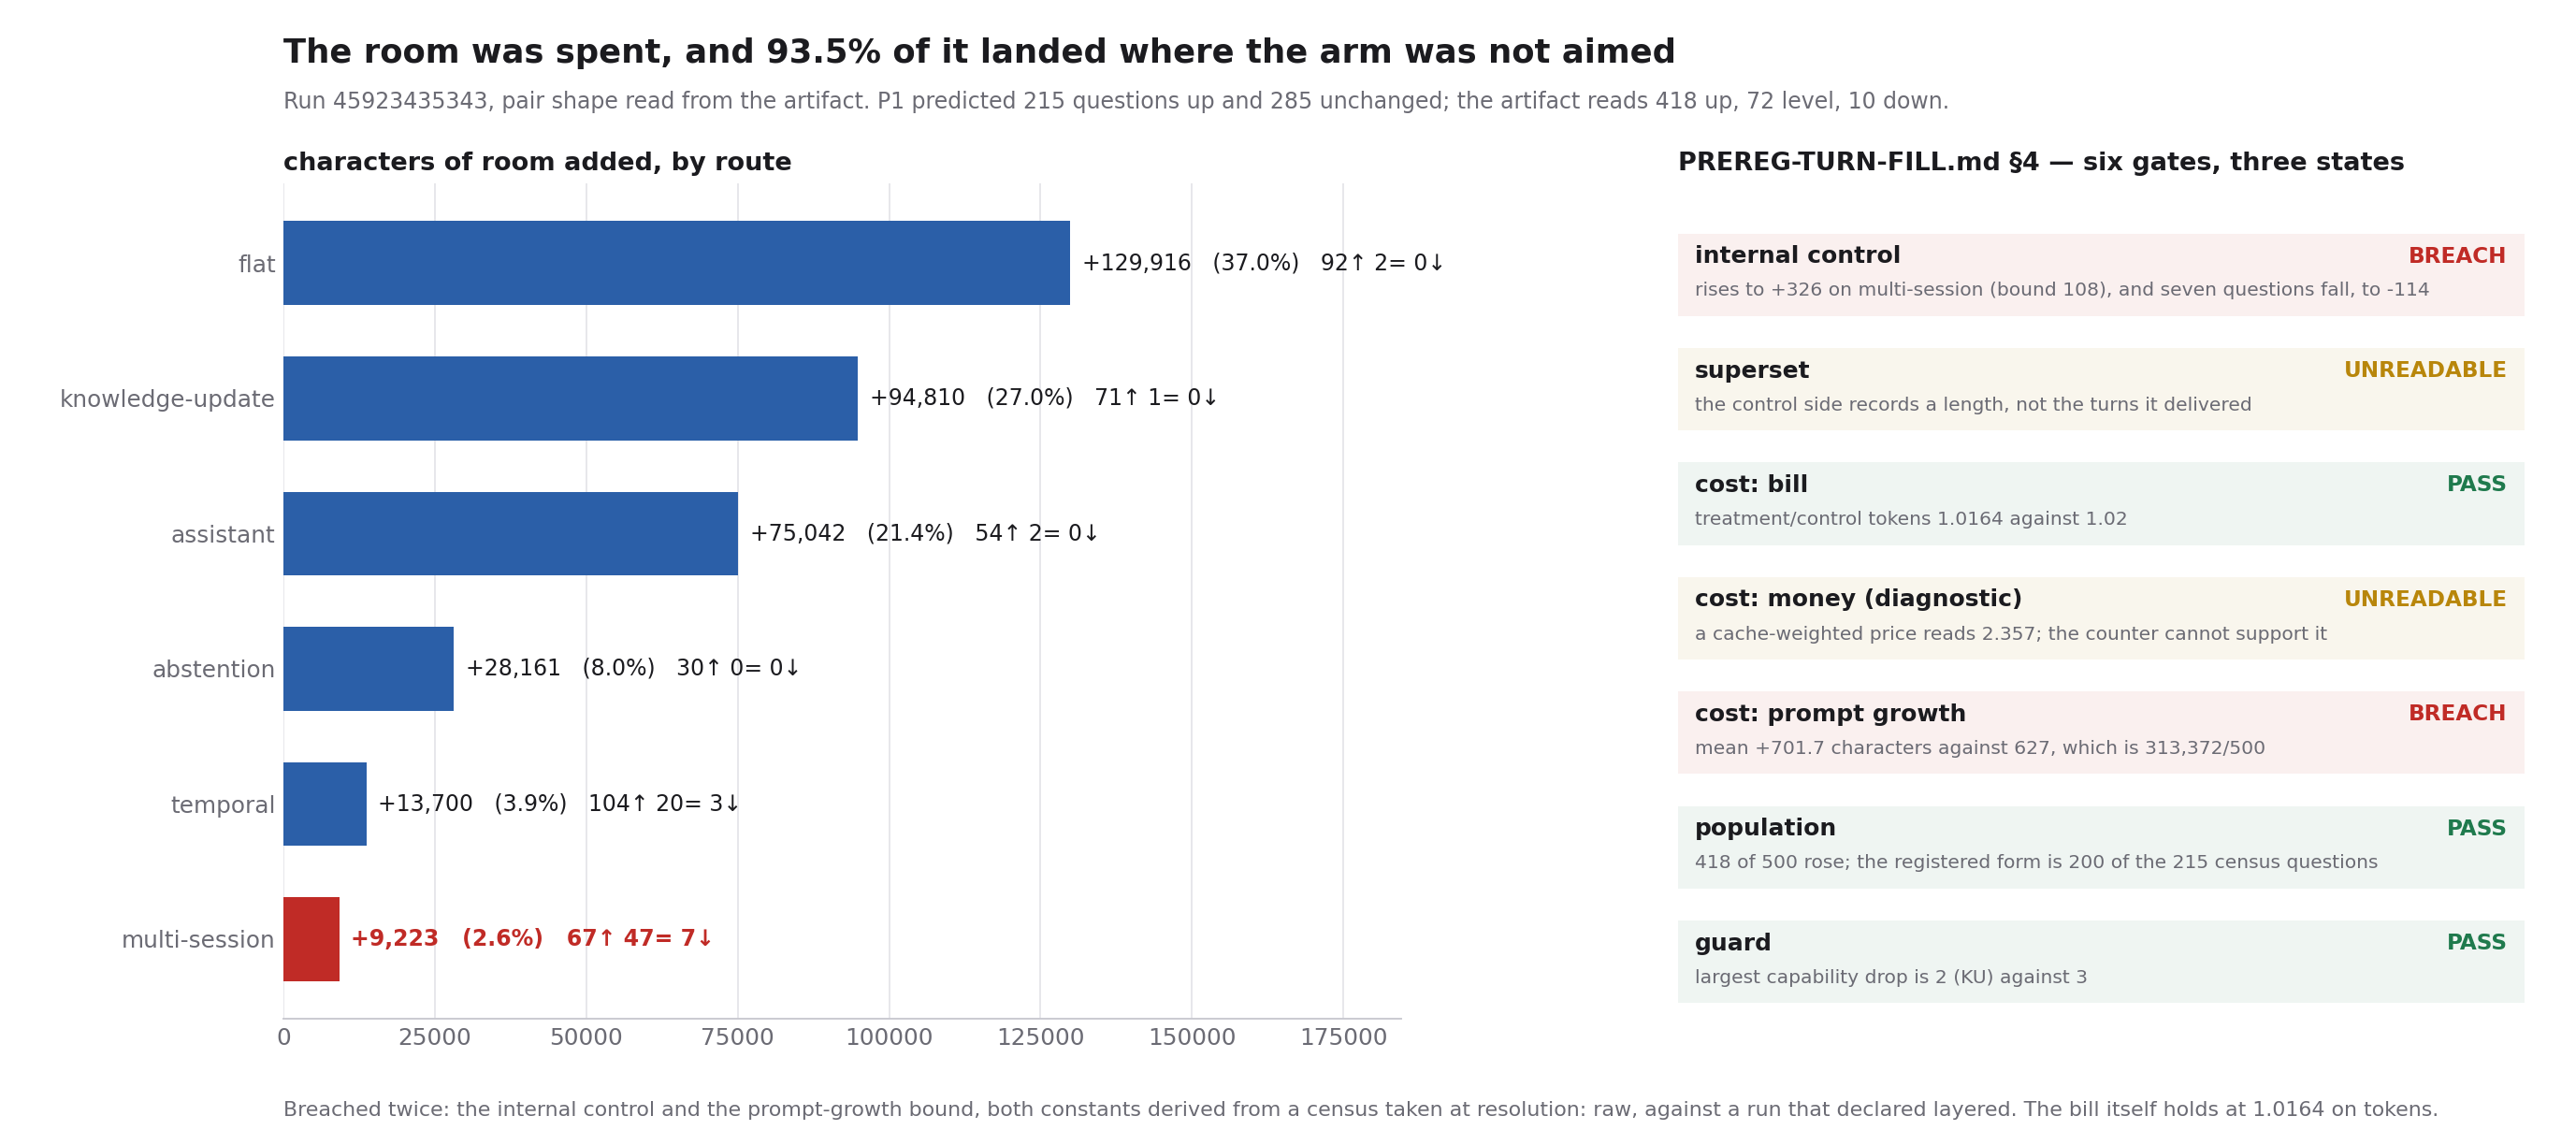 The room was spent, and 93.5% of it landed where the arm was not aimed
Run 45923435343, pair shape read from the artifact. P1 predicted 215 questions up and 285 unchanged; the artifact reads 418 up, 72 level, 10 down.
characters of room added, by route
flat
+129,916 (37.0%) 92↑ 2= 0↓
knowledge-update
+94,810 (27.0%) 71↑ 1= 0↓
assistant
+75,042 (21.4%) 54↑ 2= 0↓
abstention
+28,161 (8.0%) 30↑ 0= 0↓
temporal
+13,700 (3.9%) 104↑ 20= 3↓
multi-session
+9,223 (2.6%) 67↑ 47= 7↓
0 25000 50000 75000 100000 125000 150000 175000
PREREG-TURN-FILL.md §4 — six gates, three states
internal control BREACH
rises to +326 on multi-session (bound 108), and seven questions fall, to -114
superset UNREADABLE
the control side records a length, not the turns it delivered
cost: bill PASS
treatment/control tokens 1.0164 against 1.02
cost: money (diagnostic) UNREADABLE
a cache-weighted price reads 2.357; the counter cannot support it
cost: prompt growth BREACH
mean +701.7 characters against 627, which is 313,372/500
population PASS
418 of 500 rose; the registered form is 200 of the 215 census questions
guard PASS
largest capability drop is 2 (KU) against 3
Breached twice: the internal control and the prompt-growth bound, both constants derived from a census taken at resolution: raw, against a run that declared layered. The bill itself holds at 1.0164 on tokens.